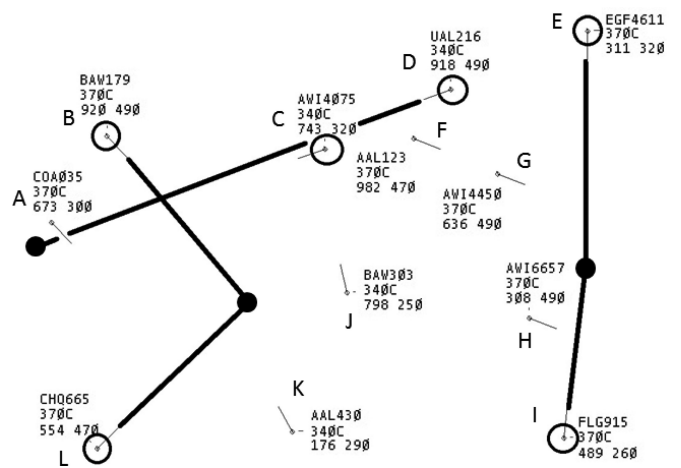 E
EGF4611
370C
311 320
D
UAL216
340C
918 490
B
BAW179
370C
920 490
C
AWI4075
340C
743 320
F
AAL123
370C
982 470
G
AWI4450
370C
636 490
A
COA035
370C
673 300
AWI6657
370C
308 490
H
BAW303
340C
798 250
J
K
AAL430
340C
176 290
I
FLG915
370C
489 260
CHQ665
370C
554 470
L